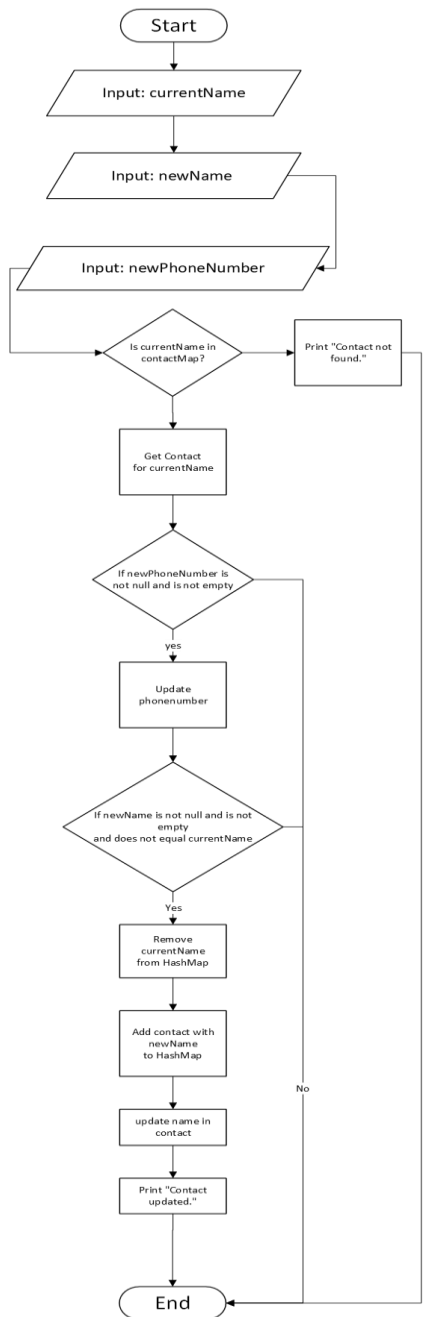 Start
Input: currentName
Input: newName
Input: newPhoneNumber
Is currentName in
contactMap?
Print "Contact not
found."
Get Contact
for currentName
If newPhoneNumber is
not null and is not empty
yes
Update
phonenumber
If newName is not null and is not
empty
and does not equal currentName
Yes
Remove
currentName
from HashMap
Add contact with
newName
to HashMap
No
update name in
contact
Print "Contact
updated."
End